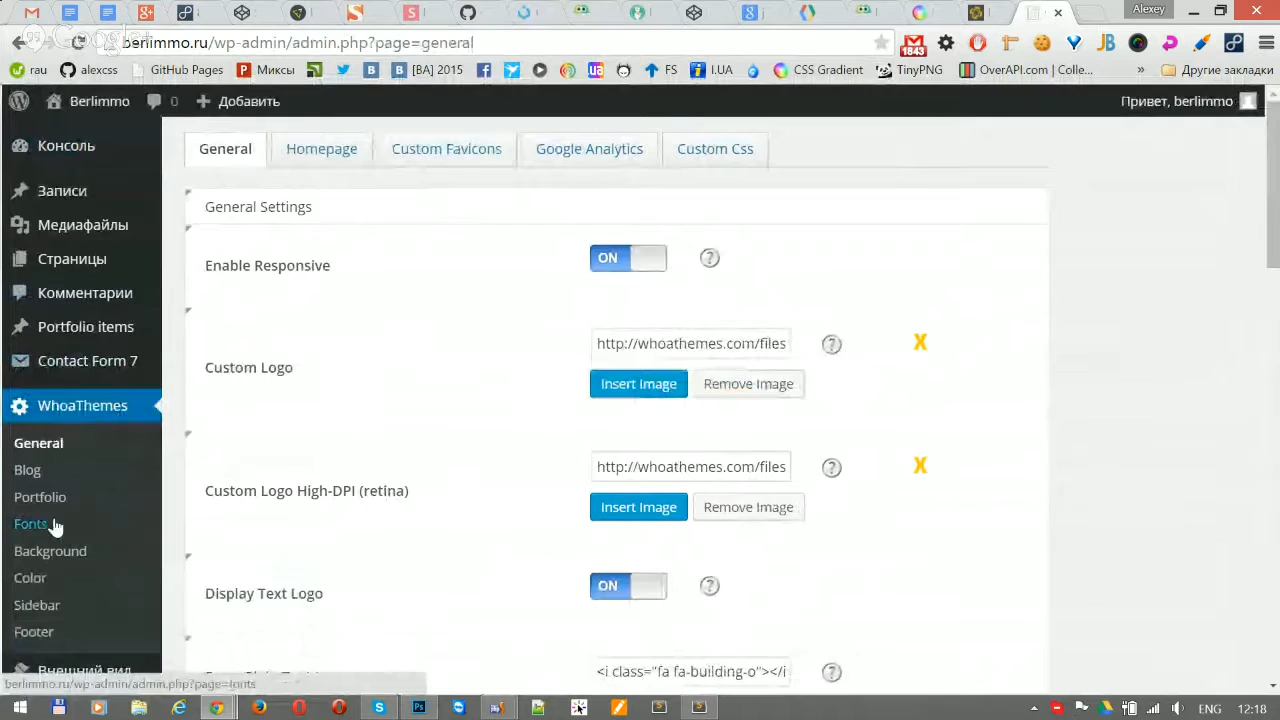 Alexey
berlimmo.ru/wp-admin/admin.php?page=general
1843
raw
alexcss
GitHub Pages
Миксы
[BA] 2015
FS
LUA
CSS Gradient
TinyPNG
OverAPI.com | Colle...
»
Другие закладки
Berlimmo
0
Добавить
Привет, berlimmo
Консоль
Записи
Медиафайлы
Страницы
Комментарии
Portfolio items
Contact Form 7
WhoaThemes
General
Blog
Portfolio
Fonts
Background
Color
Sidebar
Footer
Внешний вид
General
Homepage
Custom Favicons
Google Analytics
Custom Css
General Settings
Enable Responsive
ON
?
Custom Logo
http://whoathemes.com/files
?
X
Insert Image
Remove Image
Custom Logo High-DPI (retina)
http://whoathemes.com/files
?
X
Insert Image
Remove Image
Display Text Logo
ON
?
<i class="fa fa-building-o"></i
?
berlimmo.ru/wp-admin/admin.php?page=fonts
ENG
12:18